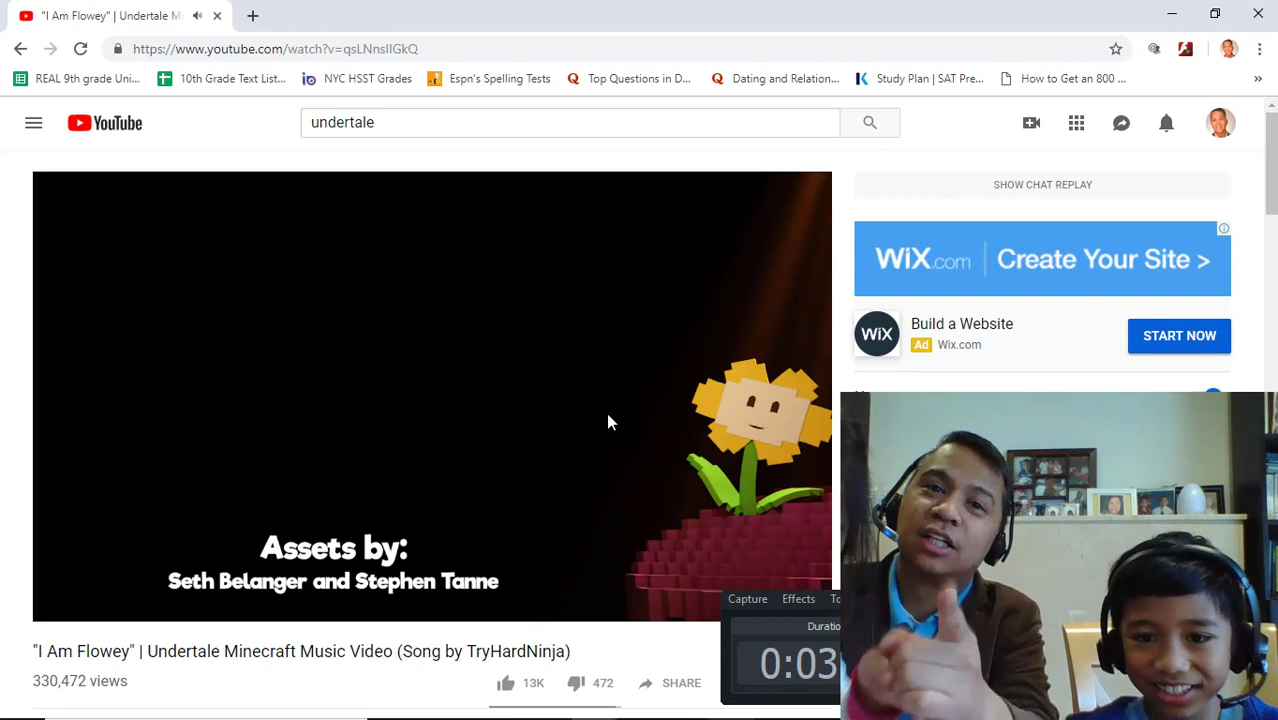 "I Am Flowey" | Undertale M
https://www.youtube.com/watch?v=qsLNnslIGkQ
REAL 9th grade Uni...
10th Grade Text List...
NYC HSST Grades
Espn's Spelling Tests
Top Questions in D...
Dating and Relation...
Study Plan | SAT Pre...
How to Get an 800 ...
YouTube
undertale
SHOW CHAT REPLAY
WiX.com Create Your Site >
WiX
Build a Website
Ad Wix.com
START NOW
Assets by:
Seth Belanger and Stephen Tanne
Capture Effects To
Duratio
0:03
"I Am Flowey" | Undertale Minecraft Music Video (Song by TryHardNinja)
330,472 views
13K
472
SHARE